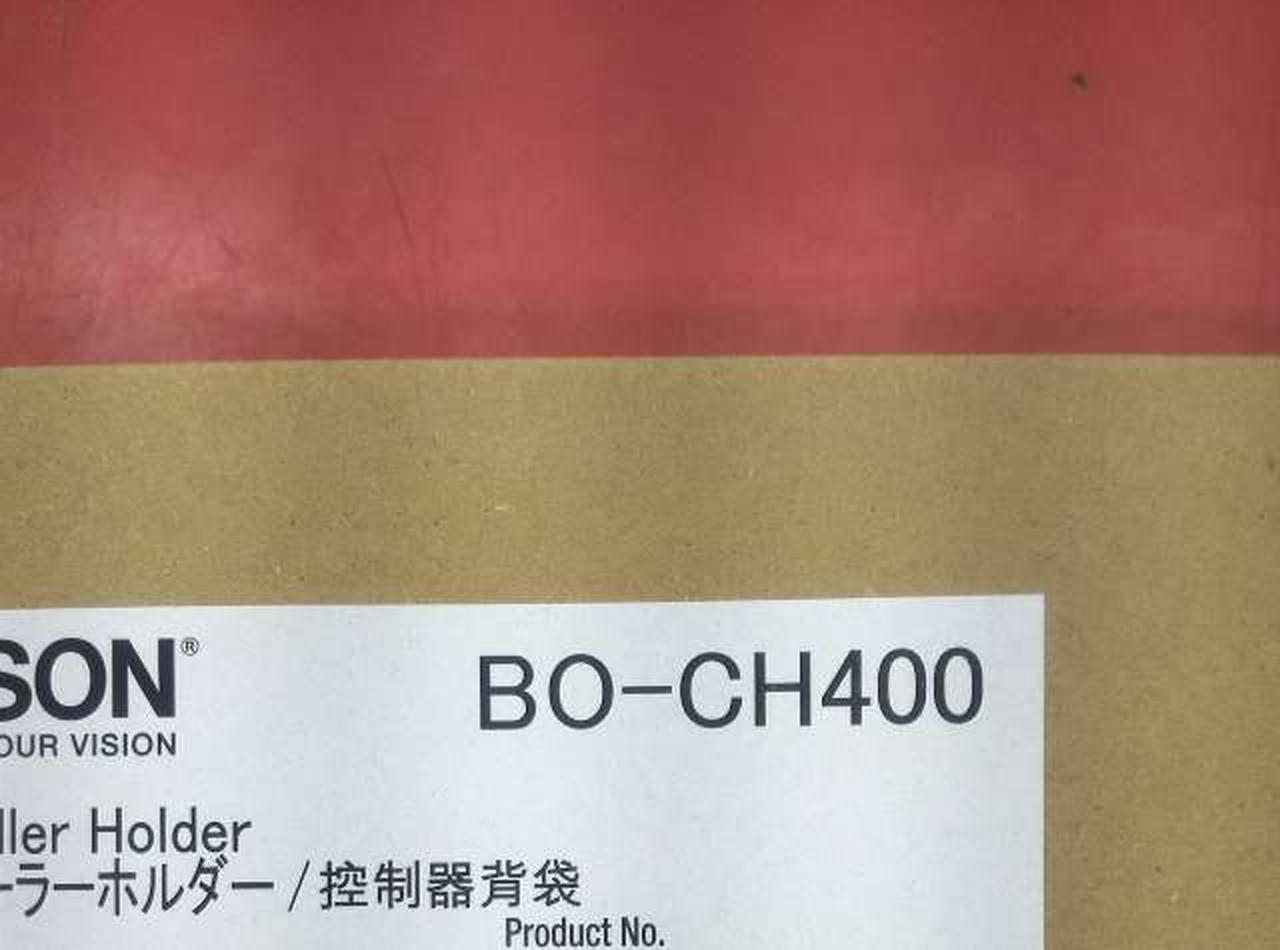 SON® BO-CH400
OUR VISION
ller Holder
ーラーホルダー / 控制器背袋
Product No.